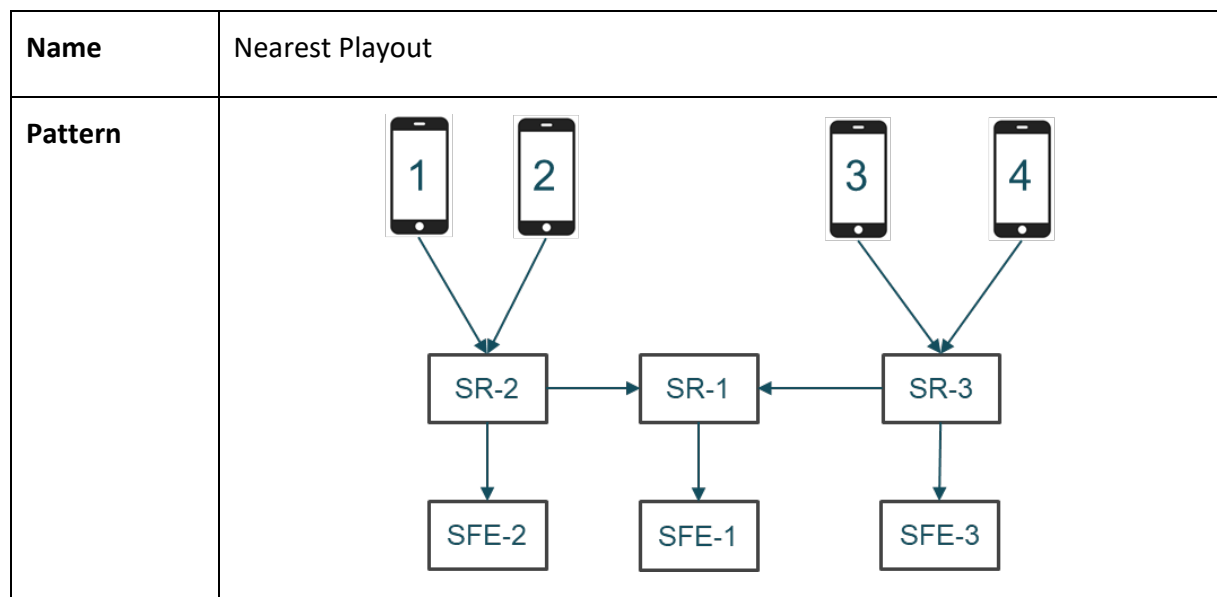 Name
Nearest Playout
Pattern
1
2
3
4
SR-2
SR-1
SR-3
SFE-2
SFE-1
SFE-3